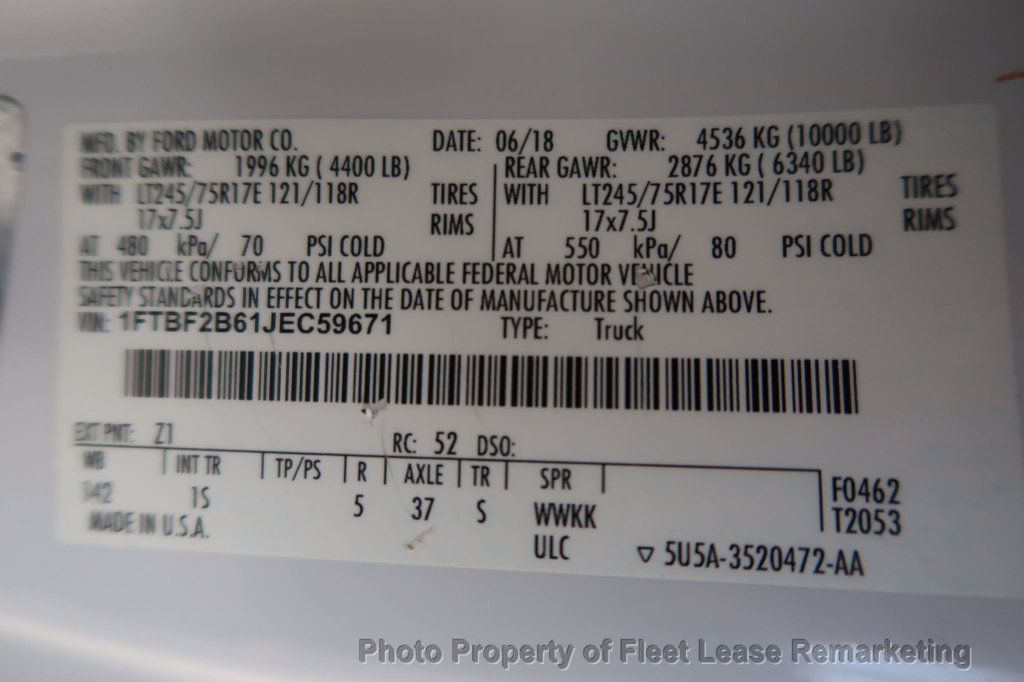 MFD. BY FORD MOTOR CO. DATE: 06/18 GVWR: 4536 KG (10000 LB)
FRONT GAWR: 1996 KG ( 4400 LB) REAR GAWR: 2876 KG ( 6340 LB)
WITH LT245/75R17E 121/118R TIRES WITH LT245/75R17E 121/118R TIRES
17x7.5J RIMS 17x7.5J RIMS
AT 480 kPa/ 70 PSI COLD AT 550 kPa/ 80 PSI COLD
THIS VEHICLE CONFORMS TO ALL APPLICABLE FEDERAL MOTOR VEHICLE
SAFETY STANDARDS IN EFFECT ON THE DATE OF MANUFACTURE SHOWN ABOVE.
VIN: 1FTBF2B61JEC59671 TYPE: Truck
EXT PNT: Z1 RC: 52 DSO:
WB INT TR TP/PS R AXLE TR SPR
142 1S 5 37 S WWKK F0462
MADE IN U.S.A. ULC T2053
▽ 5U5A-3520472-AA
Photo Property of Fleet Lease Remarketing